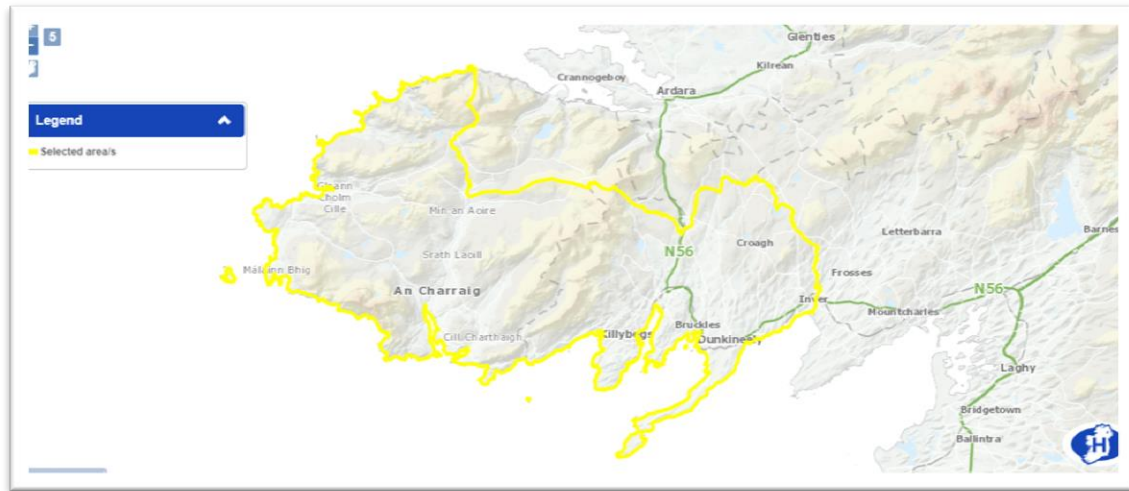 5
Glenties
Kilrean
Crannogeboy
Ardara
Legend
Selected area/s
Gleann
Cholm
Cille
Min an Aoire
Letterbarra
Croagh
Barnes
Srath Laoill
N56
Frosses
Málainn Bhig
An Charraig
N56
Inver
Mountcharles
Bruckles
Killybegs
Cill Charthaigh
Dunkineely
Laghy
Bridgetown
Ballintra
H